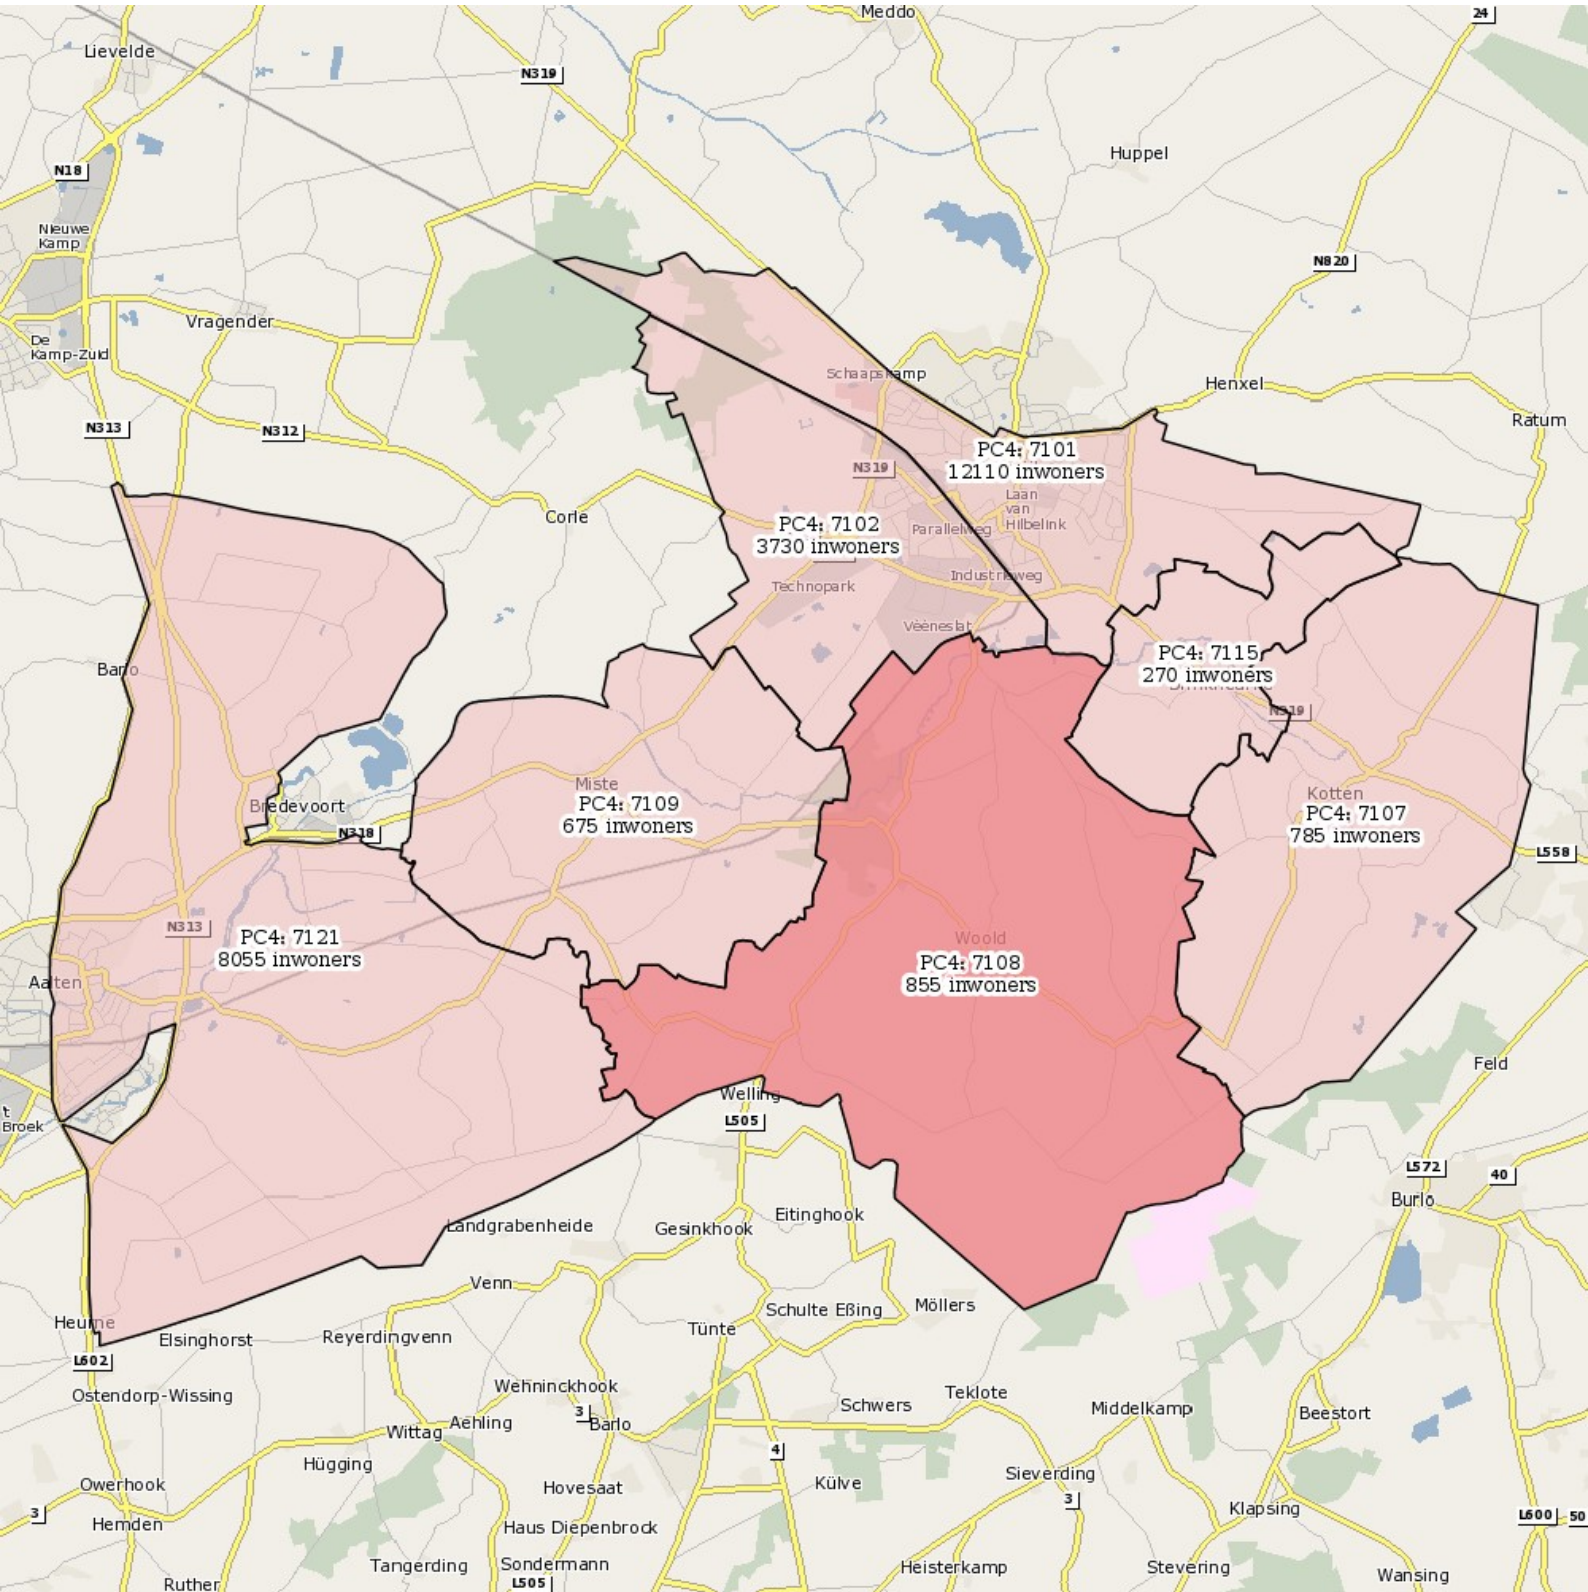 Meddo
24
Lievelde
N319
Huppel
N18
Nieuwe
Kamp
N820
Vragender
De
Kamp-Zuid
Schaapskamp
Henxel
N313
N312
Ratum
PC4: 7101
12110 inwoners
N319
Laan
van
Hilbelink
Corle
PC4: 7102
3730 inwoners
Parallelweg
Technopark
Industrieweg
Veeneslat
Barlo
PC4: 7115
270 inwoners
N319
Miste
PC4: 7109
675 inwoners
Bredevoort
N318
Kotten
PC4: 7107
785 inwoners
L558
N313
PC4: 7121
8055 inwoners
Woold
PC4: 7108
855 inwoners
Aalten
t
Broek
Feld
Welling
L505
L572
40
Burlo
Landgrabenheide
Gesinkhook
Eitinghook
Venn
Schulte Eßing
Möllers
Heurne
Elsinghorst
Reyerdingvenn
Tünte
L602
Ostendorp-Wissing
Wehninckhook
3
Barlo
Aehling
Wittag
Schwers
Teklote
Middelkamp
Beestort
4
Hügging
Owerhook
3
Hemden
Hovesaat
Külve
Sieverding
3
Klapsing
L600
50
Haus Diepenbrock
Tangerding
Sondermann
L505
Heisterkamp
Stevering
Wansing
Ruther